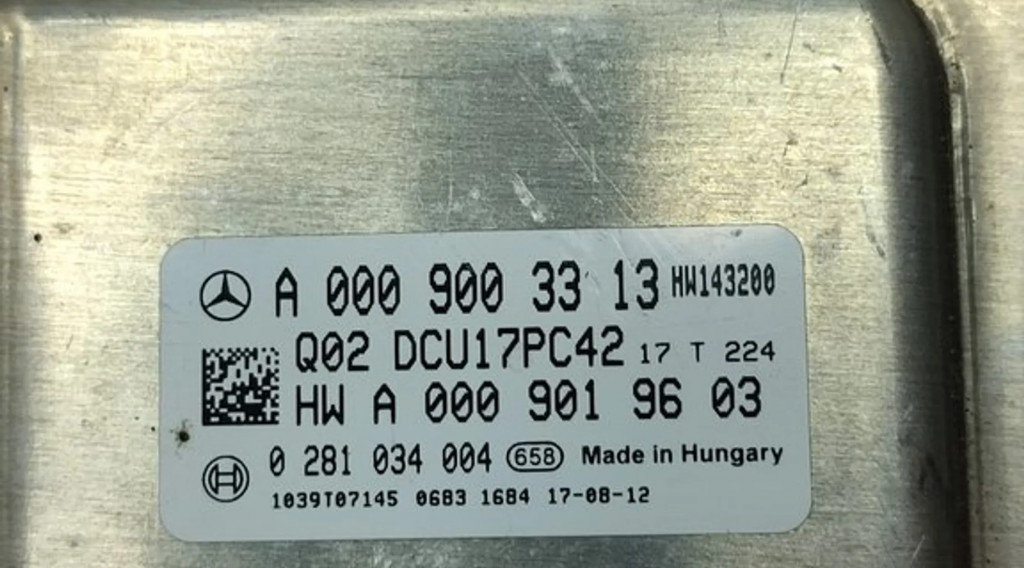 A 000 900 33 13 HW143200
Q02 DCU17PC42 17 T 224
HW A 000 901 96 03
0 281 034 004 658 Made in Hungary
1039T07145 0683 1684 17-08-12